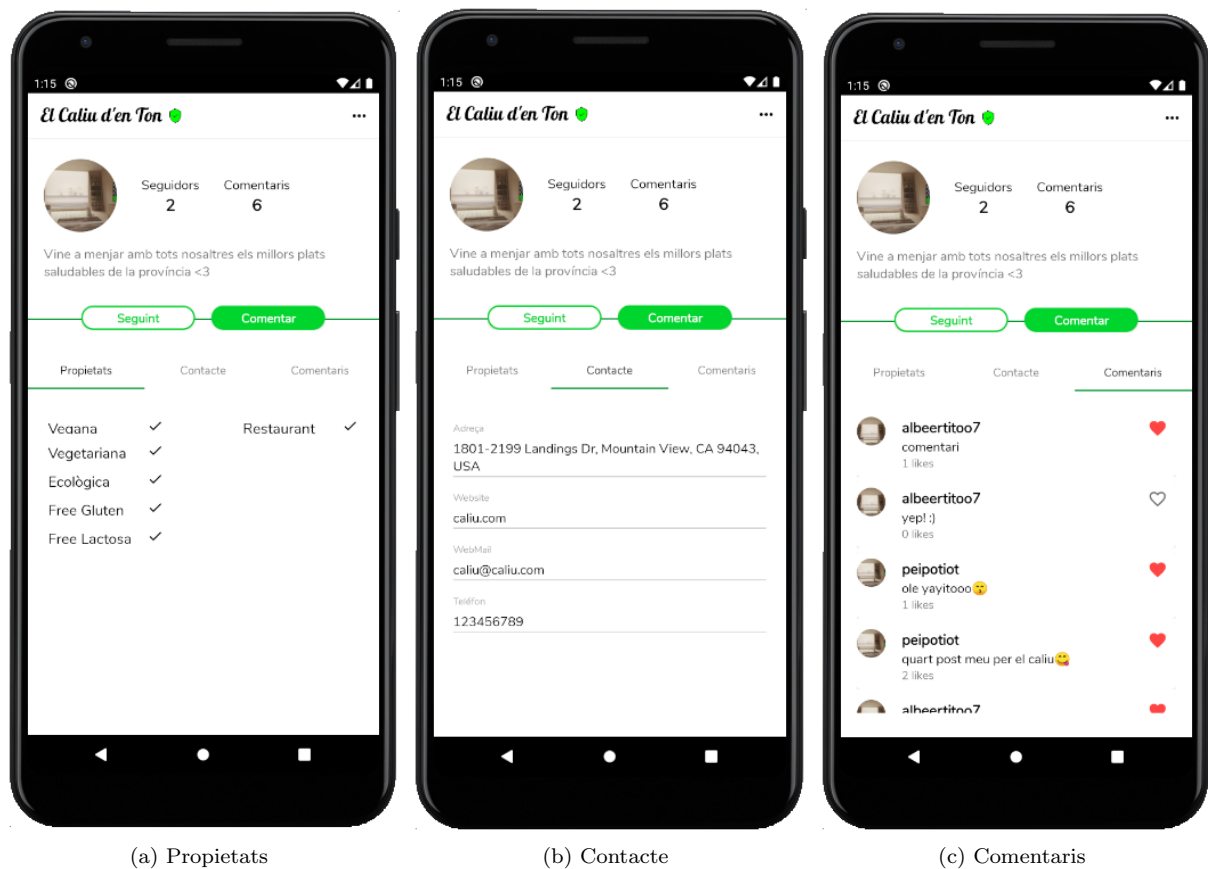 1:15
El Caliu d'en Ton
Seguidors Comentaris
2 6
Vine a menjar amb tots nosaltres els millors plats
saludables de la província <3
Seguint Comentar
Propietats Contacte Comentaris
Vegana Restaurant
Vegetariana
Ecològica
Free Gluten
Free Lactosa
(a) Propietats
1:15
El Caliu d'en Ton
Seguidors Comentaris
2 6
Vine a menjar amb tots nosaltres els millors plats
saludables de la província <3
Seguint Comentar
Propietats Contacte Comentaris
Adreça
1801-2199 Landings Dr, Mountain View, CA 94043,
USA
Website
caliu.com
WebMail
caliu@caliu.com
Telèfon
123456789
(b) Contacte
1:15
El Caliu d'en Ton
Seguidors Comentaris
2 6
Vine a menjar amb tots nosaltres els millors plats
saludables de la província <3
Seguint Comentar
Propietats Contacte Comentaris
albeertitoo7
comentari
1 likes
albeertitoo7
yep! :)
0 likes
peipotiot
ole yayitooo😙
1 likes
peipotiot
quart post meu per el caliu😋
2 likes
albeertitoo7
(c) Comentaris